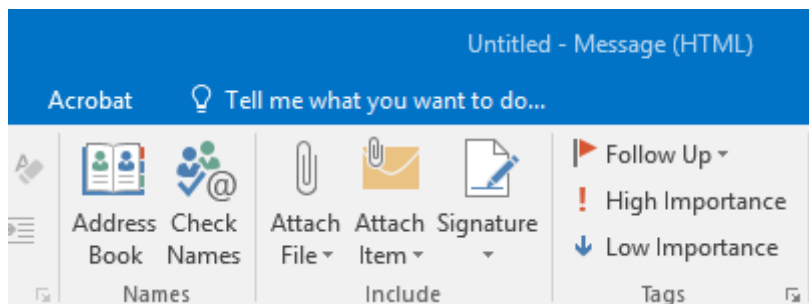 Untitled - Message (HTML)
Acrobat Tell me what you want to do...
Address Book
Check Names
Attach File
Attach Item
Signature
Follow Up
High Importance
Low Importance
Names
Include
Tags